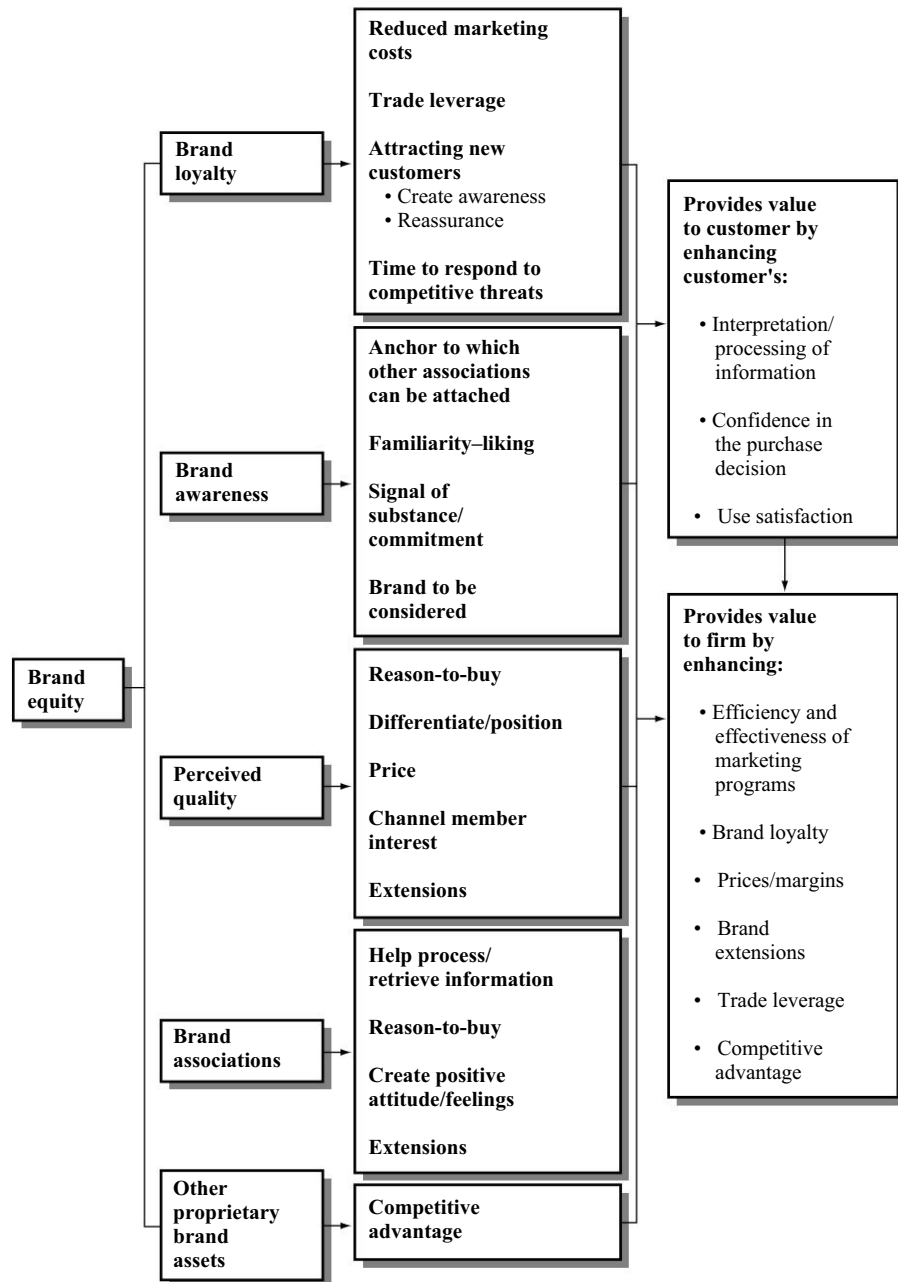 Brand
equity
Brand
loyalty
Reduced marketing
costs
Trade leverage
Attracting new
customers
• Create awareness
• Reassurance
Time to respond to
competitive threats
Brand
awareness
Anchor to which
other associations
can be attached
Familiarity–liking
Signal of
substance/
commitment
Brand to be
considered
Perceived
quality
Reason-to-buy
Differentiate/position
Price
Channel member
interest
Extensions
Brand
associations
Help process/
retrieve information
Reason-to-buy
Create positive
attitude/feelings
Extensions
Other
proprietary
brand
assets
Competitive
advantage
Provides value
to customer by
enhancing
customer's:
• Interpretation/
processing of
information
• Confidence in
the purchase
decision
• Use satisfaction
Provides value
to firm by
enhancing:
• Efficiency and
effectiveness of
marketing
programs
• Brand loyalty
• Prices/margins
• Brand
extensions
• Trade leverage
• Competitive
advantage